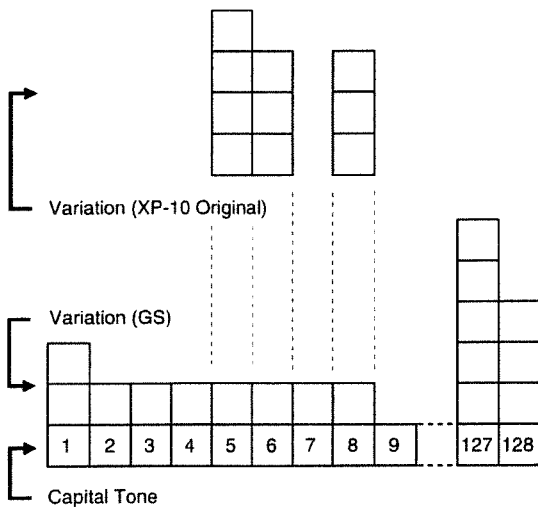 Variation (XP-10 Original)
Variation (GS)
1 2 3 4 5 6 7 8 9 127 128
Capital Tone